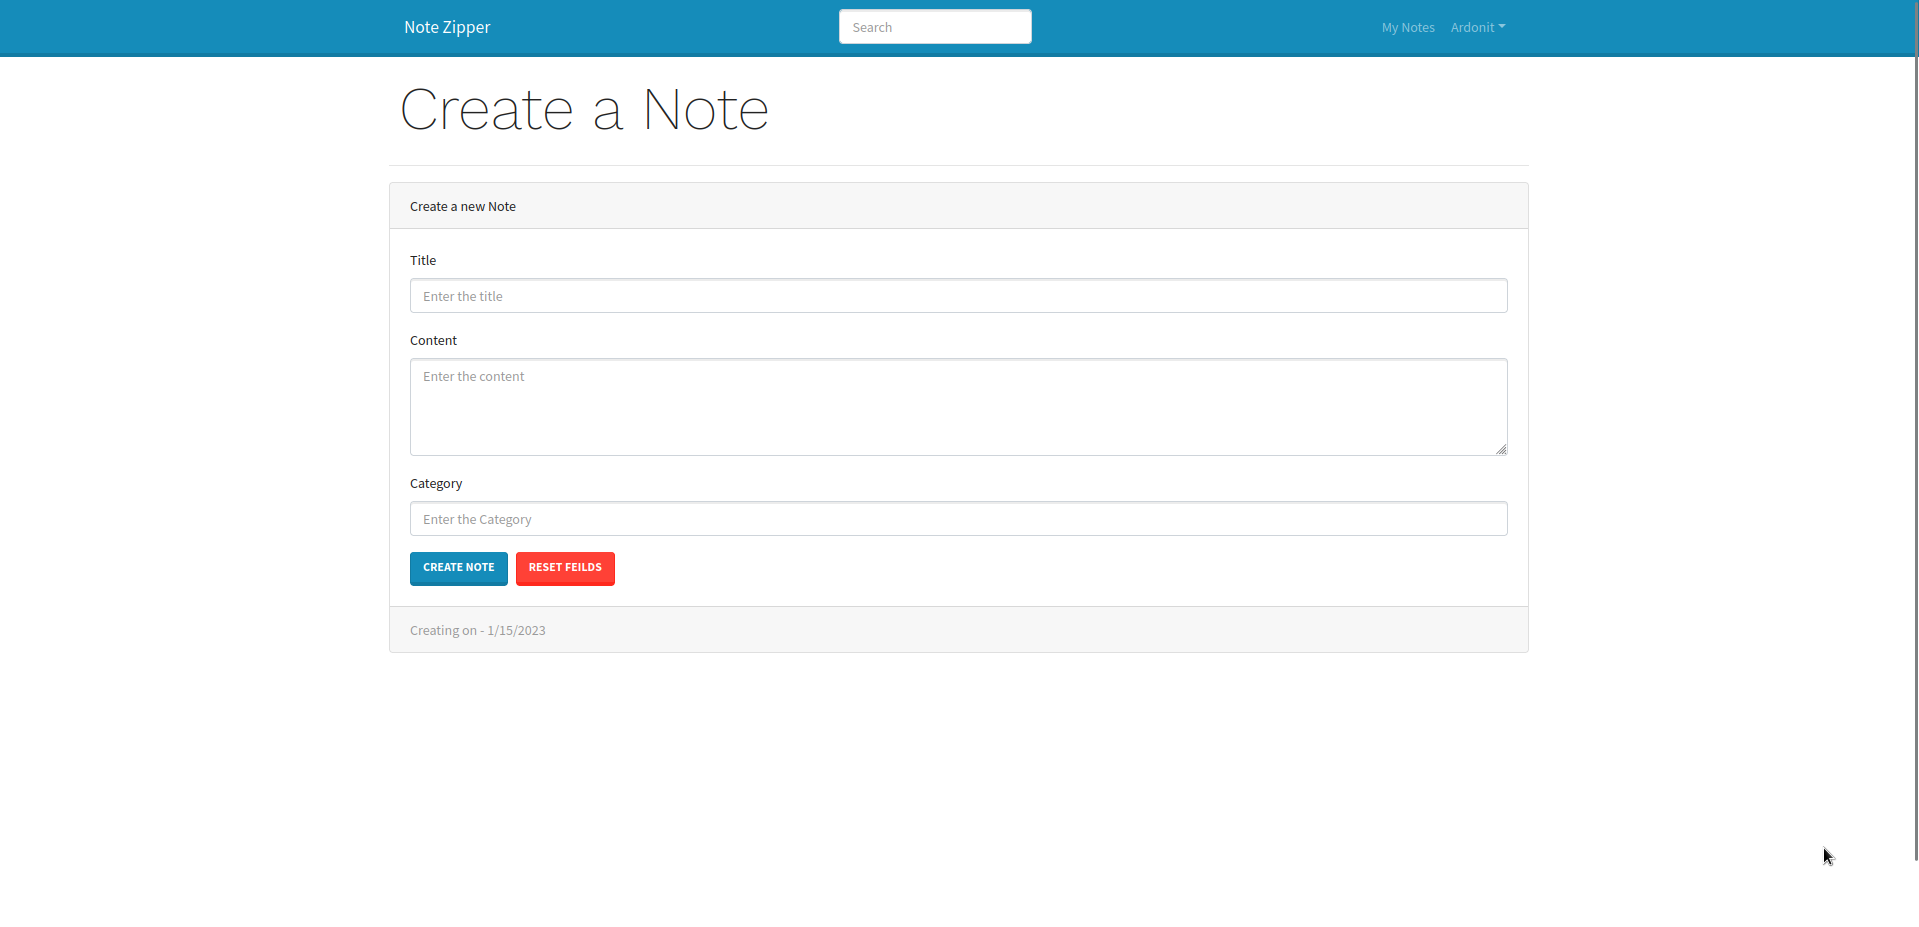 Note Zipper
Search
My Notes
Ardonit
Create a Note
Create a new Note
Title
Enter the title
Content
Enter the content
Category
Enter the Category
CREATE NOTE
RESET FEILDS
Creating on - 1/15/2023